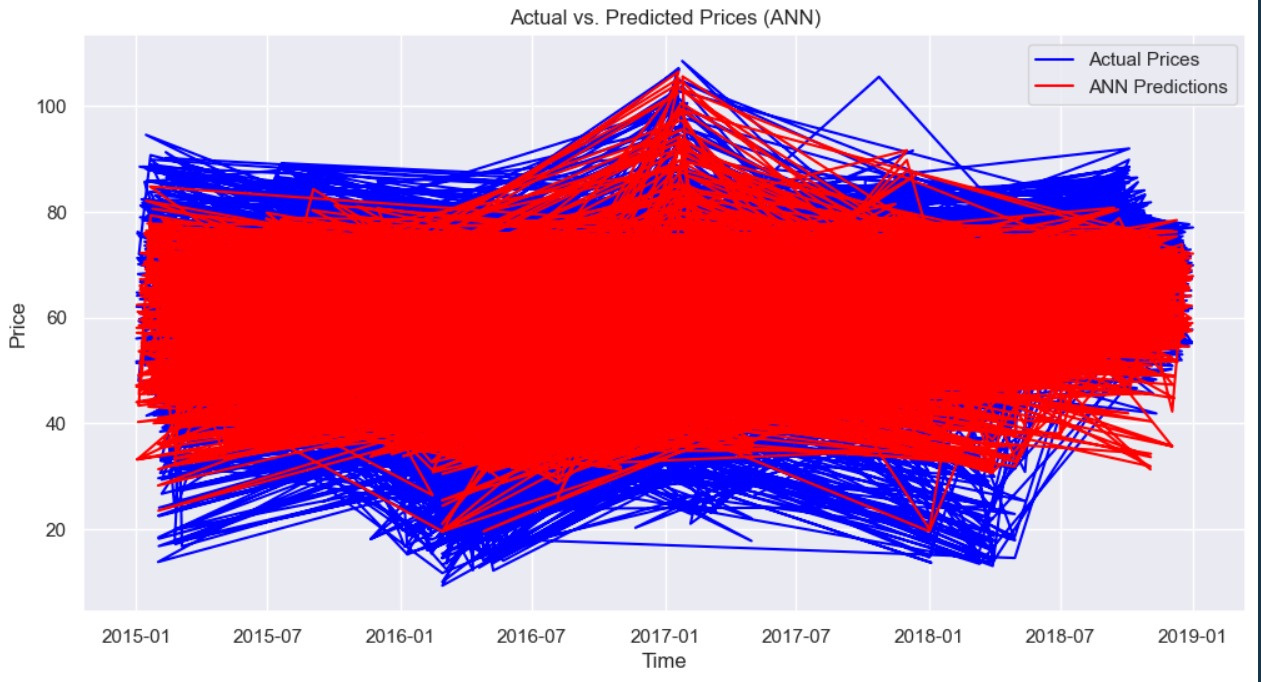 Actual vs. Predicted Prices (ANN)
Actual Prices
ANN Predictions
Price
100
80
60
40
20
2015-01 2015-07 2016-01 2016-07 2017-01 2017-07 2018-01 2018-07 2019-01
Time